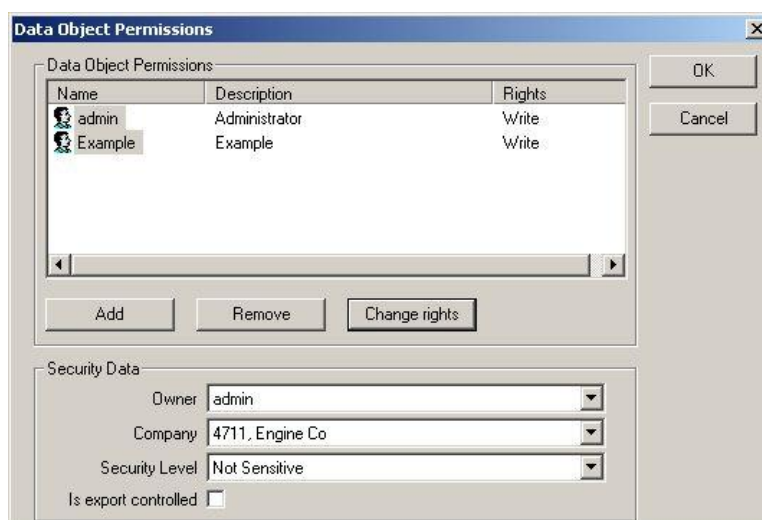 Data Object Permissions
Data Object Permissions
Name Description Rights
admin Administrator Write
Example Example Write
OK
Cancel
Add Remove Change rights
Security Data
Owner admin
Company 4711, Engine Co
Security Level Not Sensitive
Is export controlled